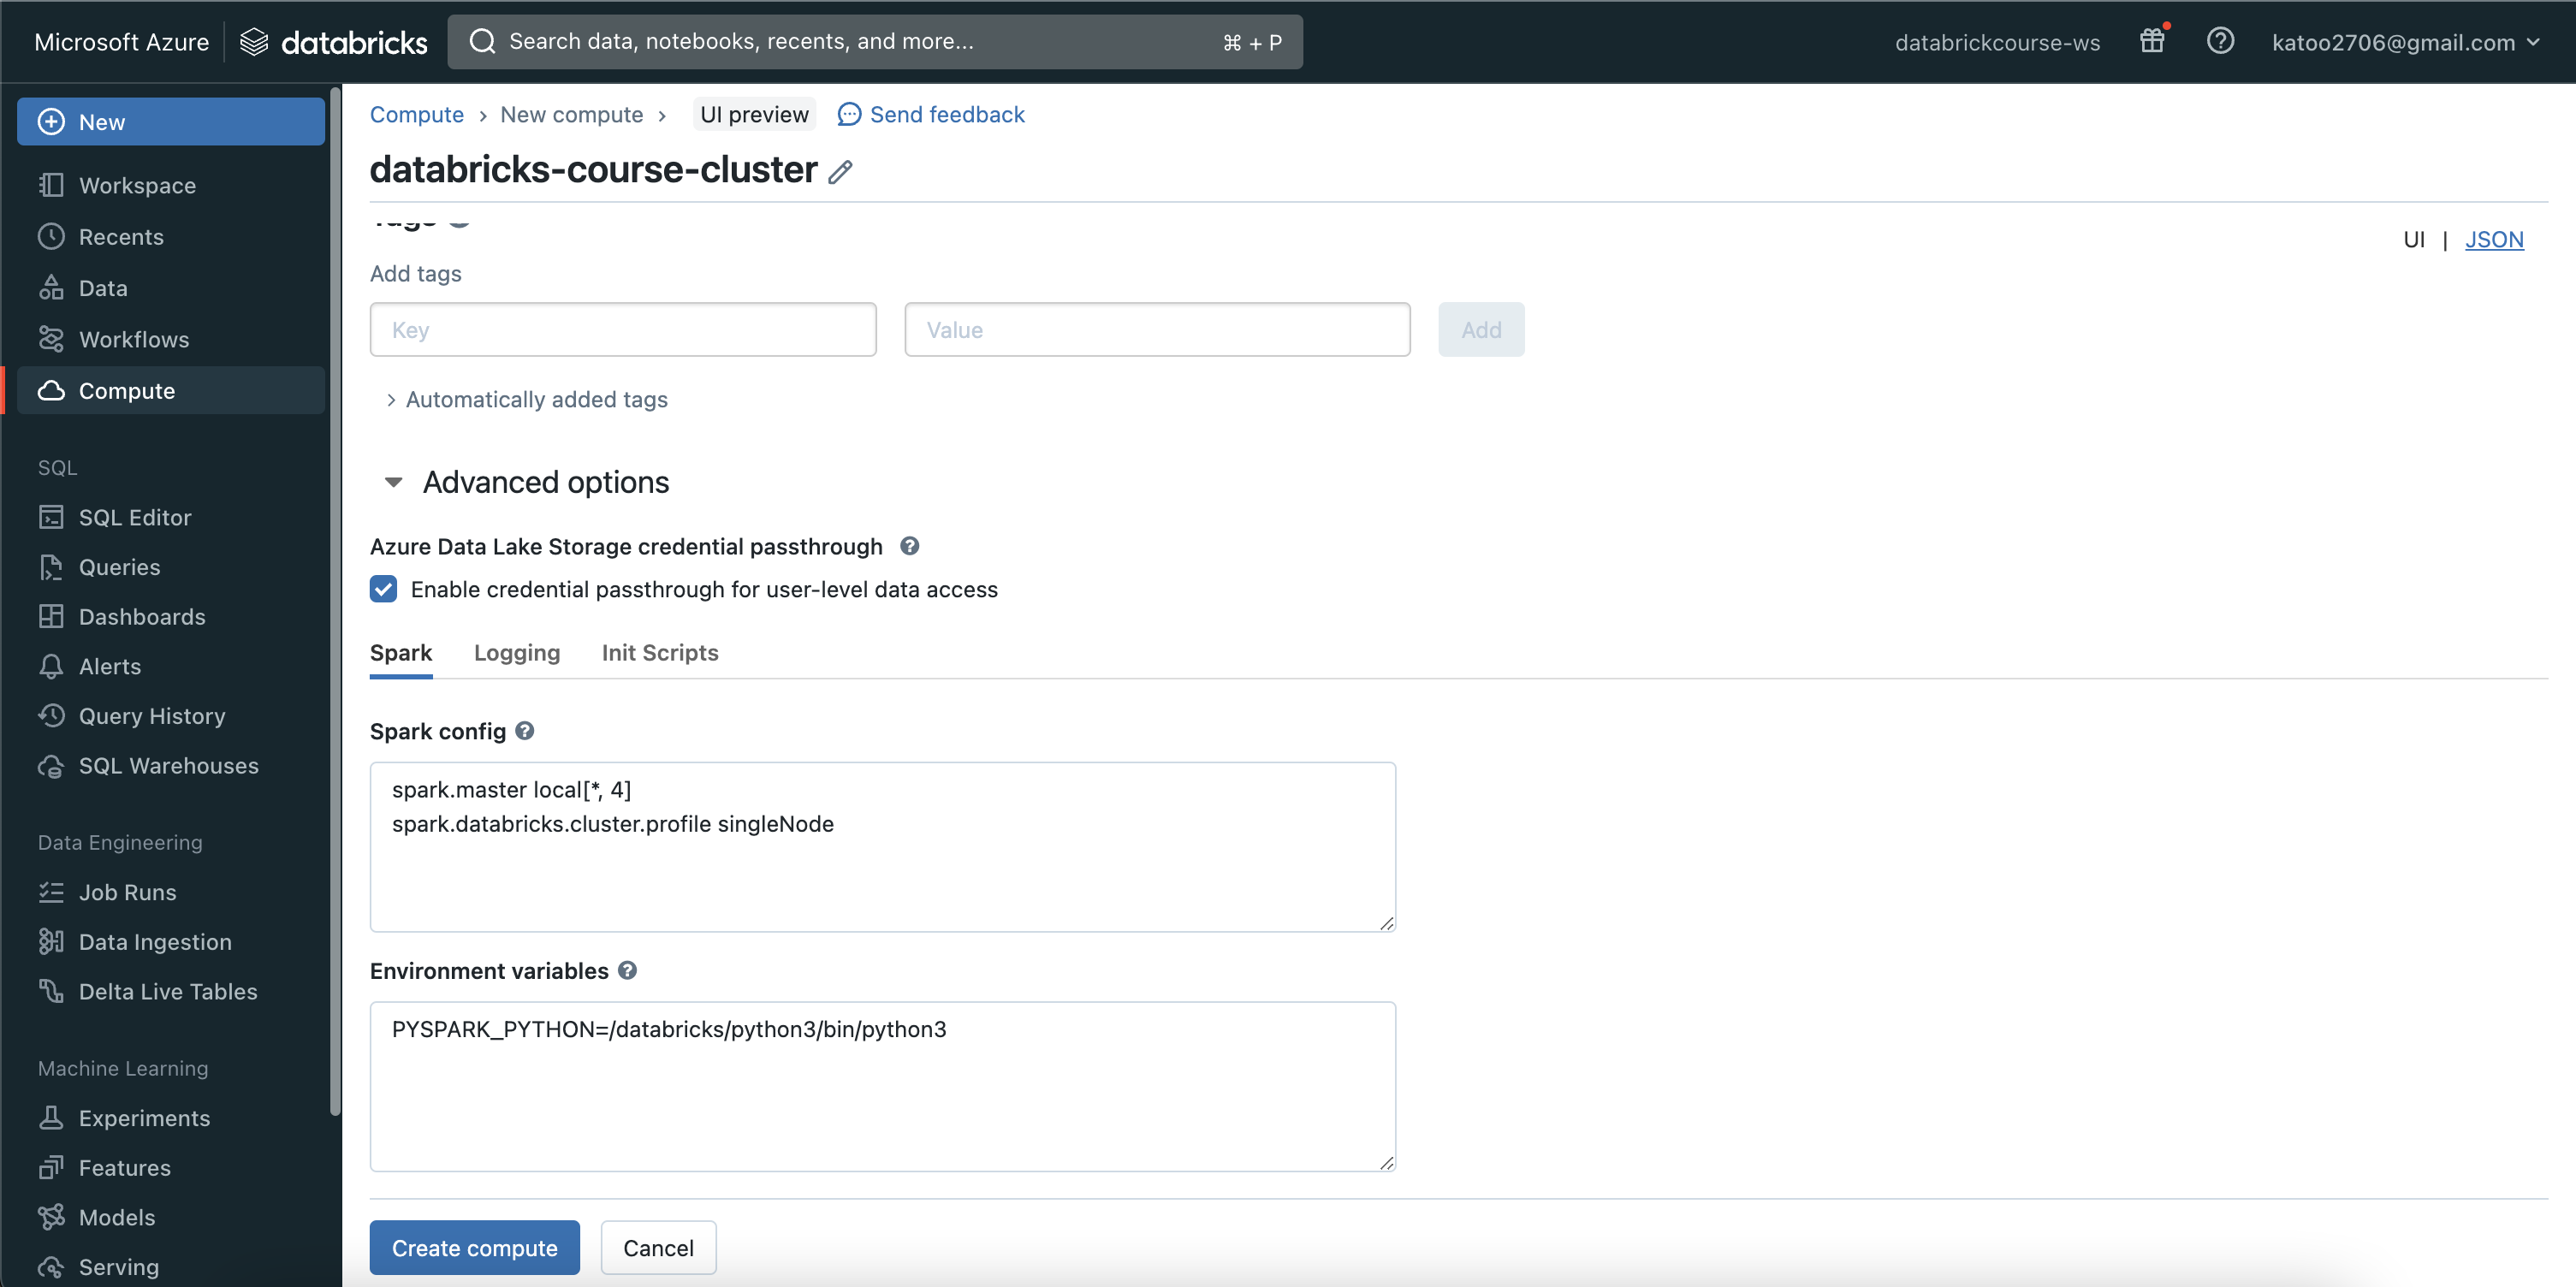 Microsoft Azure
databricks
Search data, notebooks, recents, and more...
⌘ + P
databrickcourse-ws
katoo2706@gmail.com
New
Workspace
Recents
Data
Workflows
Compute
SQL
SQL Editor
Queries
Dashboards
Alerts
Query History
SQL Warehouses
Data Engineering
Job Runs
Data Ingestion
Delta Live Tables
Machine Learning
Experiments
Features
Models
Serving
Compute › New compute › UI preview Send feedback
databricks-course-cluster
Tags
UI | JSON
Add tags
Key
Value
Add
Automatically added tags
Advanced options
Azure Data Lake Storage credential passthrough
Enable credential passthrough for user-level data access
Spark
Logging
Init Scripts
Spark config
spark.master local[*, 4]
spark.databricks.cluster.profile singleNode
Environment variables
PYSPARK_PYTHON=/databricks/python3/bin/python3
Create compute
Cancel